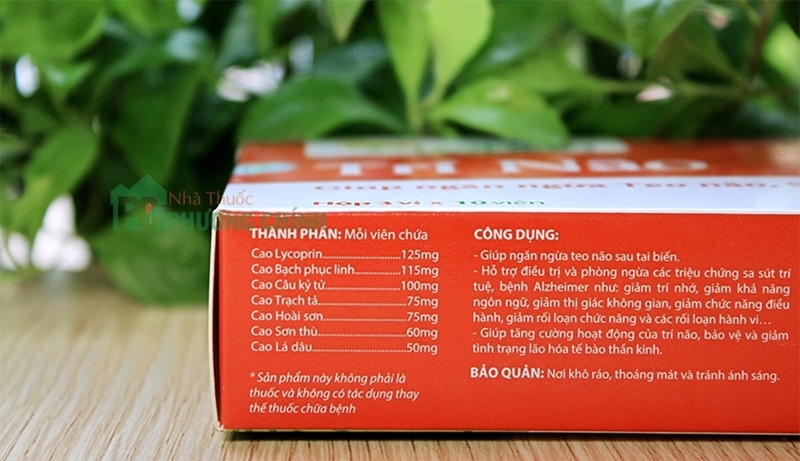 Trí Não
Giúp ngăn ngừa Teo não,
Hộp 3 vỉ x 10 viên
Nhà Thuốc
THÀNH PHẦN: Mỗi viên chứa
Cao Lycoprin..............................125mg
Cao Bạch phục linh.....................115mg
Cao Câu kỷ tử.............................100mg
Cao Trạch tả.................................75mg
Cao Hoài sơn................................75mg
Cao Sơn thù..................................60mg
Cao Lá dâu...................................50mg
* Sản phẩm này không phải là
thuốc và không có tác dụng thay
thế thuốc chữa bệnh
CÔNG DỤNG:
- Giúp ngăn ngừa teo não sau tai biến.
- Hỗ trợ điều trị và phòng ngừa các triệu chứng sa sút trí
tuệ, bệnh Alzheimer như: giảm trí nhớ, giảm khả năng
ngôn ngữ, giảm thị giác không gian, giảm chức năng điều
hành, giảm rối loạn chức năng và các rối loạn hành vi…
- Giúp tăng cường hoạt động của trí não, bảo vệ và giảm
tình trạng lão hóa tế bào thần kinh.
BẢO QUẢN: Nơi khô ráo, thoáng mát và tránh ánh sáng.